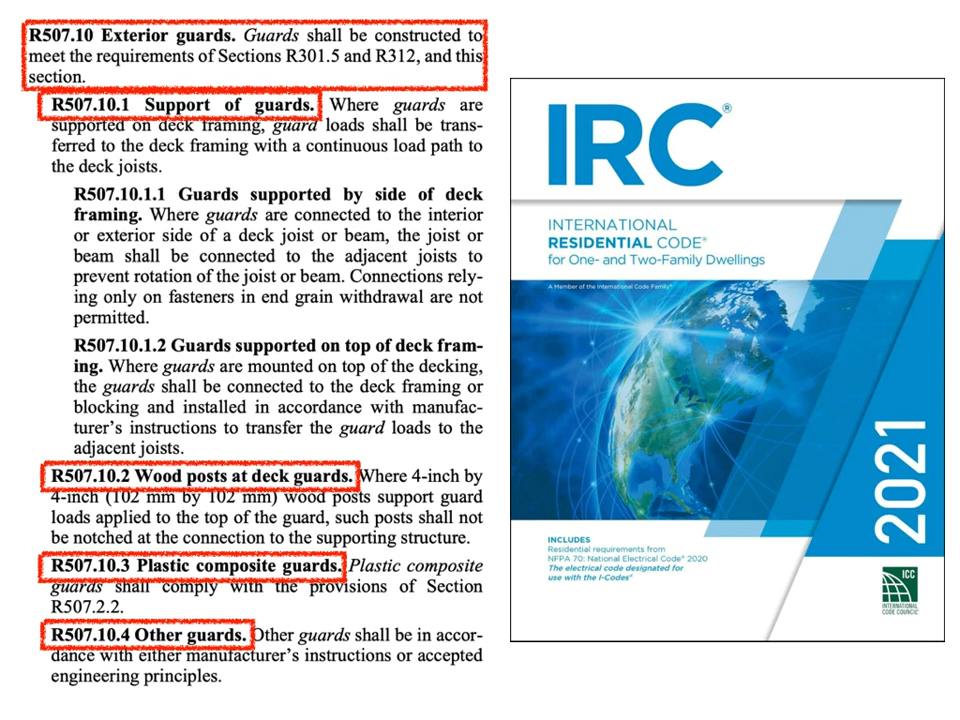 R507.10 Exterior guards. Guards shall be constructed to
meet the requirements of Sections R301.5 and R312, and this
section.
R507.10.1 Support of guards. Where guards are
supported on deck framing, guard loads shall be trans-
ferred to the deck framing with a continuous load path to
the deck joists.
R507.10.1.1 Guards supported by side of deck
framing. Where guards are connected to the interior
or exterior side of a deck joist or beam, the joist or
beam shall be connected to the adjacent joists to
prevent rotation of the joist or beam. Connections rely-
ing only on fasteners in end grain withdrawal are not
permitted.
R507.10.1.2 Guards supported on top of deck fram-
ing. Where guards are mounted on top of the decking,
the guards shall be connected to the deck framing or
blocking and installed in accordance with manufac-
turer's instructions to transfer the guard loads to the
adjacent joists.
R507.10.2 Wood posts at deck guards. Where 4-inch by
4-inch (102 mm by 102 mm) wood posts support guard
loads applied to the top of the guard, such posts shall not
be notched at the connection to the supporting structure.
R507.10.3 Plastic composite guards. Plastic composite
guards shall comply with the provisions of Section
R507.2.2.
R507.10.4 Other guards. Other guards shall be in accor-
dance with either manufacturer's instructions or accepted
engineering principles.
IRC®
INTERNATIONAL
RESIDENTIAL CODE®
for One- and Two-Family Dwellings
A Member of the International Code Family®
2021
INCLUDES
Residential requirements from
NFPA 70: National Electrical Code® 2020
The electrical code designated for
use with the I-Codes®
ICC
INTERNATIONAL
CODE COUNCIL®